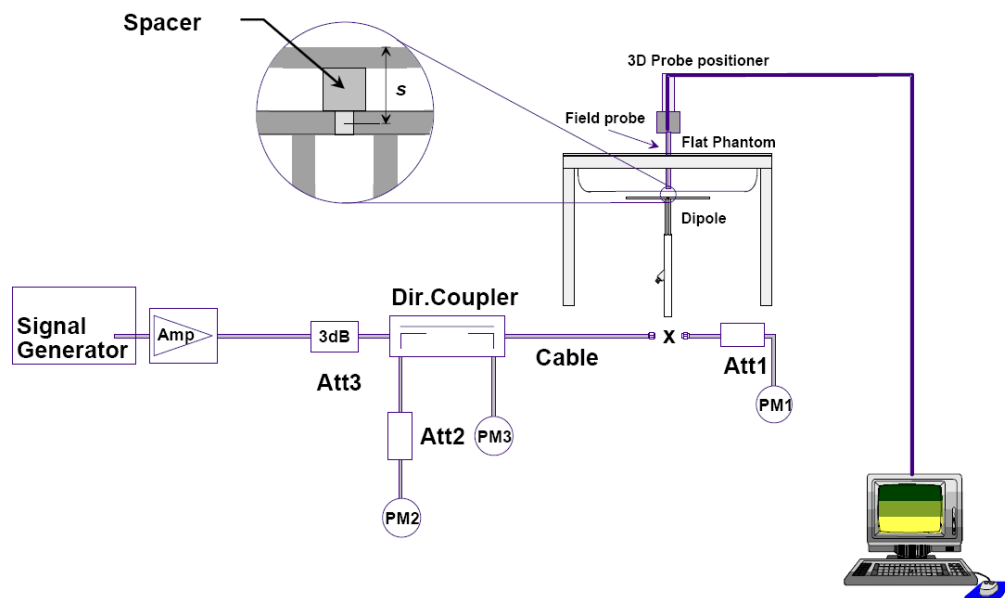 Spacer
s
3D Probe positioner
Field probe
Flat Phantom
Dipole
Signal
Generator
Amp
3dB
Att3
Dir.Coupler
Cable
x
Att1
PM1
Att2
PM3
PM2